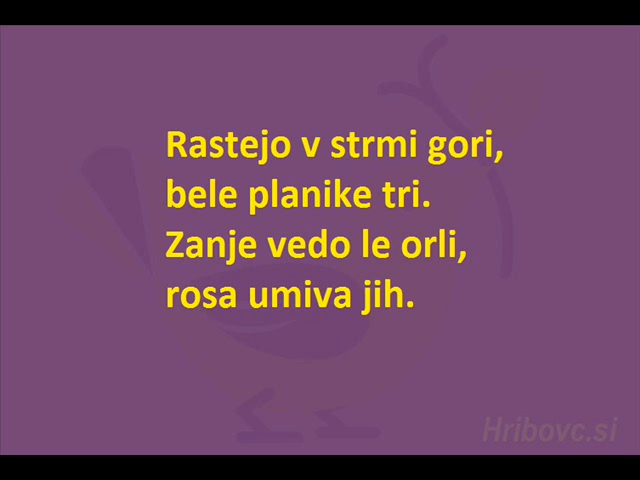 Rastejo v strmi gori,
bele planike tri.
Zanje vedo le orli,
rosa umiva jih.
Hribovc.si